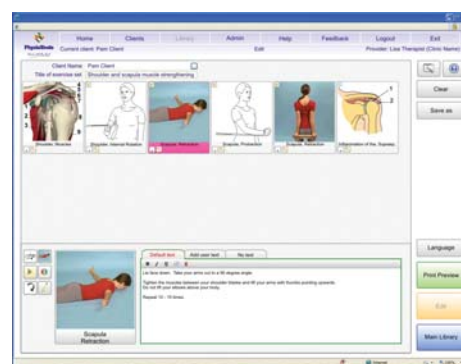 Home Clients Library Admin Help Feedback Logout Exit
PhysioTools Current client: Pam Client Edit Provider: Lisa Therapist (Clinic Name)
Client Name Pam Client
Title of exercise set Shoulder and scapula muscle strengthening
Clear
Save as
Shoulder, Muscles Shoulder, Internal Rotation Scapula, Retraction Scapula, Protraction Scapula, Retraction Inflammation of the, Suprasp.
Language
Default text Add user text No text
Lie face down. Take your arms out to a 90 degree angle.
Tighten the muscles between your shoulder blades and lift your arms with thumbs pointing upwards.
Do not lift your elbows above your body.
Repeat 10 - 15 times.
Print Preview
Edit
Scapula
Retraction
Main Library
Internet